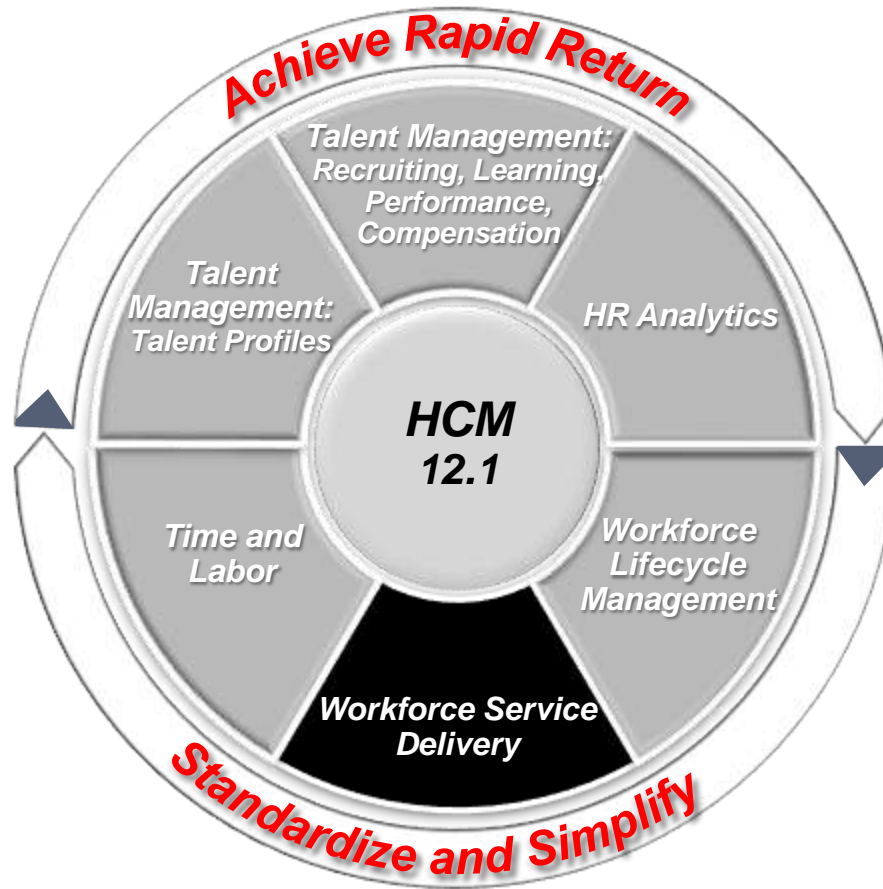 Achieve Rapid Return
Talent Management:
Recruiting, Learning,
Performance,
Compensation
Talent
Management:
Talent Profiles
HR Analytics
HCM
12.1
Time and
Labor
Workforce
Lifecycle
Management
Workforce Service
Delivery
Standardize and Simplify